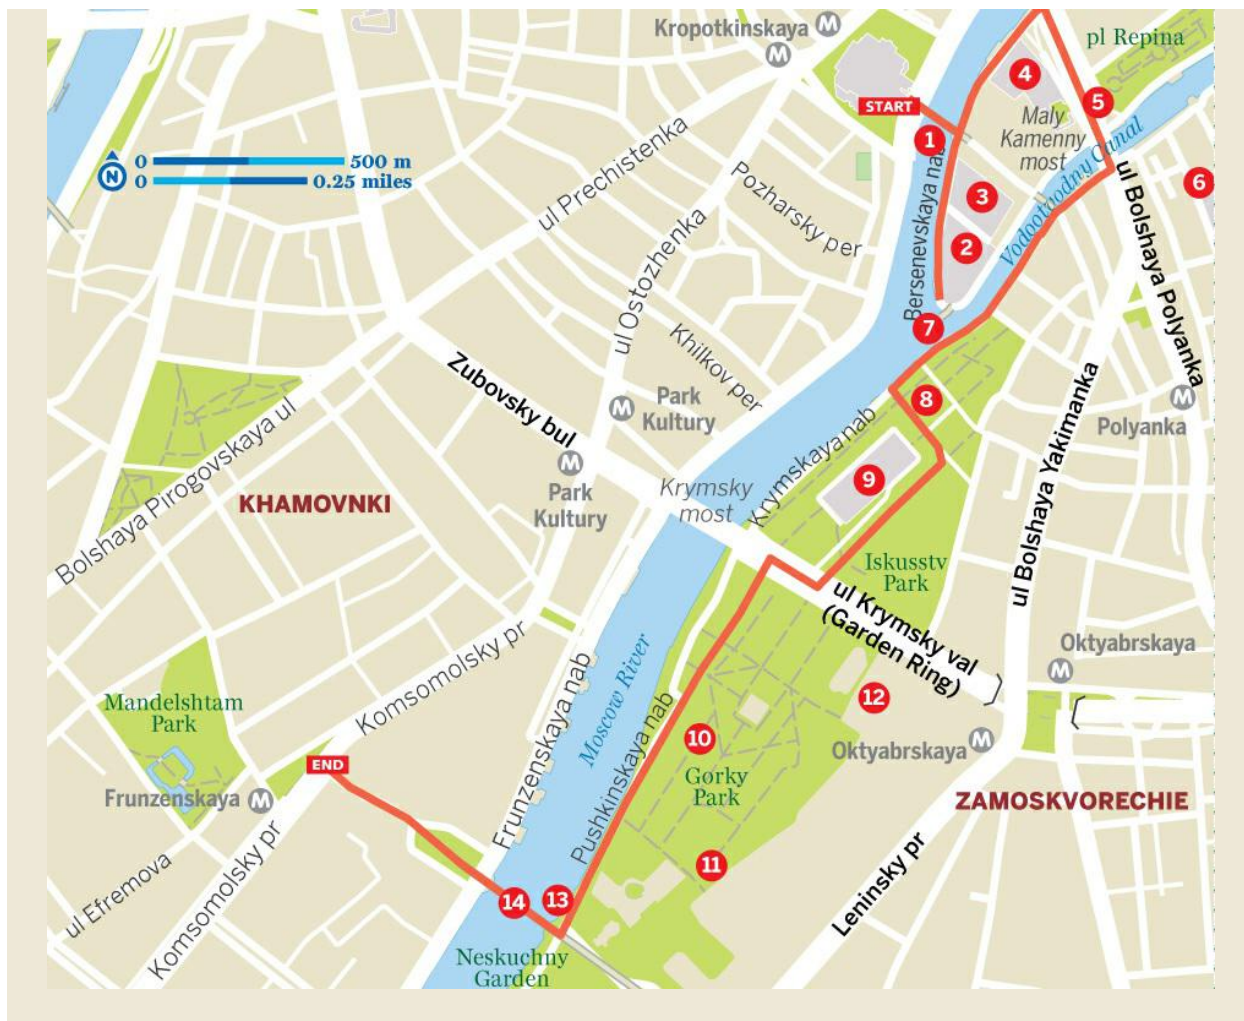 Kropotkinskaya M
M
pl Repina
4
5
START
1
Maly
Kamenny
most
0 500 m
N
0 0.25 miles
ul Prechistenka
Pozharsky per
Bersenevskaya nab
3
2
Vodootvodny Canal
ul Bolshaya Polyanka
6
ul Ostozhenka
Khilkov per
7
Zubovsky bul
M Park
Kultury
8
M
Polyanka
Bolshaya Pirogovskaya ul
M
Park
Kultury
Krymsky
most
Krymskaya nab
9
ul Bolshaya Yakimanka
KHAMOVNKI
Iskusstv
Park
ul Krymsky val
(Garden Ring)
Oktyabrskaya
M
Mandelshtam
Park
Komsomolsky pr
Frunzenskaya nab
Moscow River
Pushkinskaya nab
12
10
Oktyabrskaya M
END
Gorky
Park
Frunzenskaya M
ZAMOSKVORECHIE
11
ul Efremova
Komsomolsky pr
14
13
Leninsky pr
Neskuchny
Garden